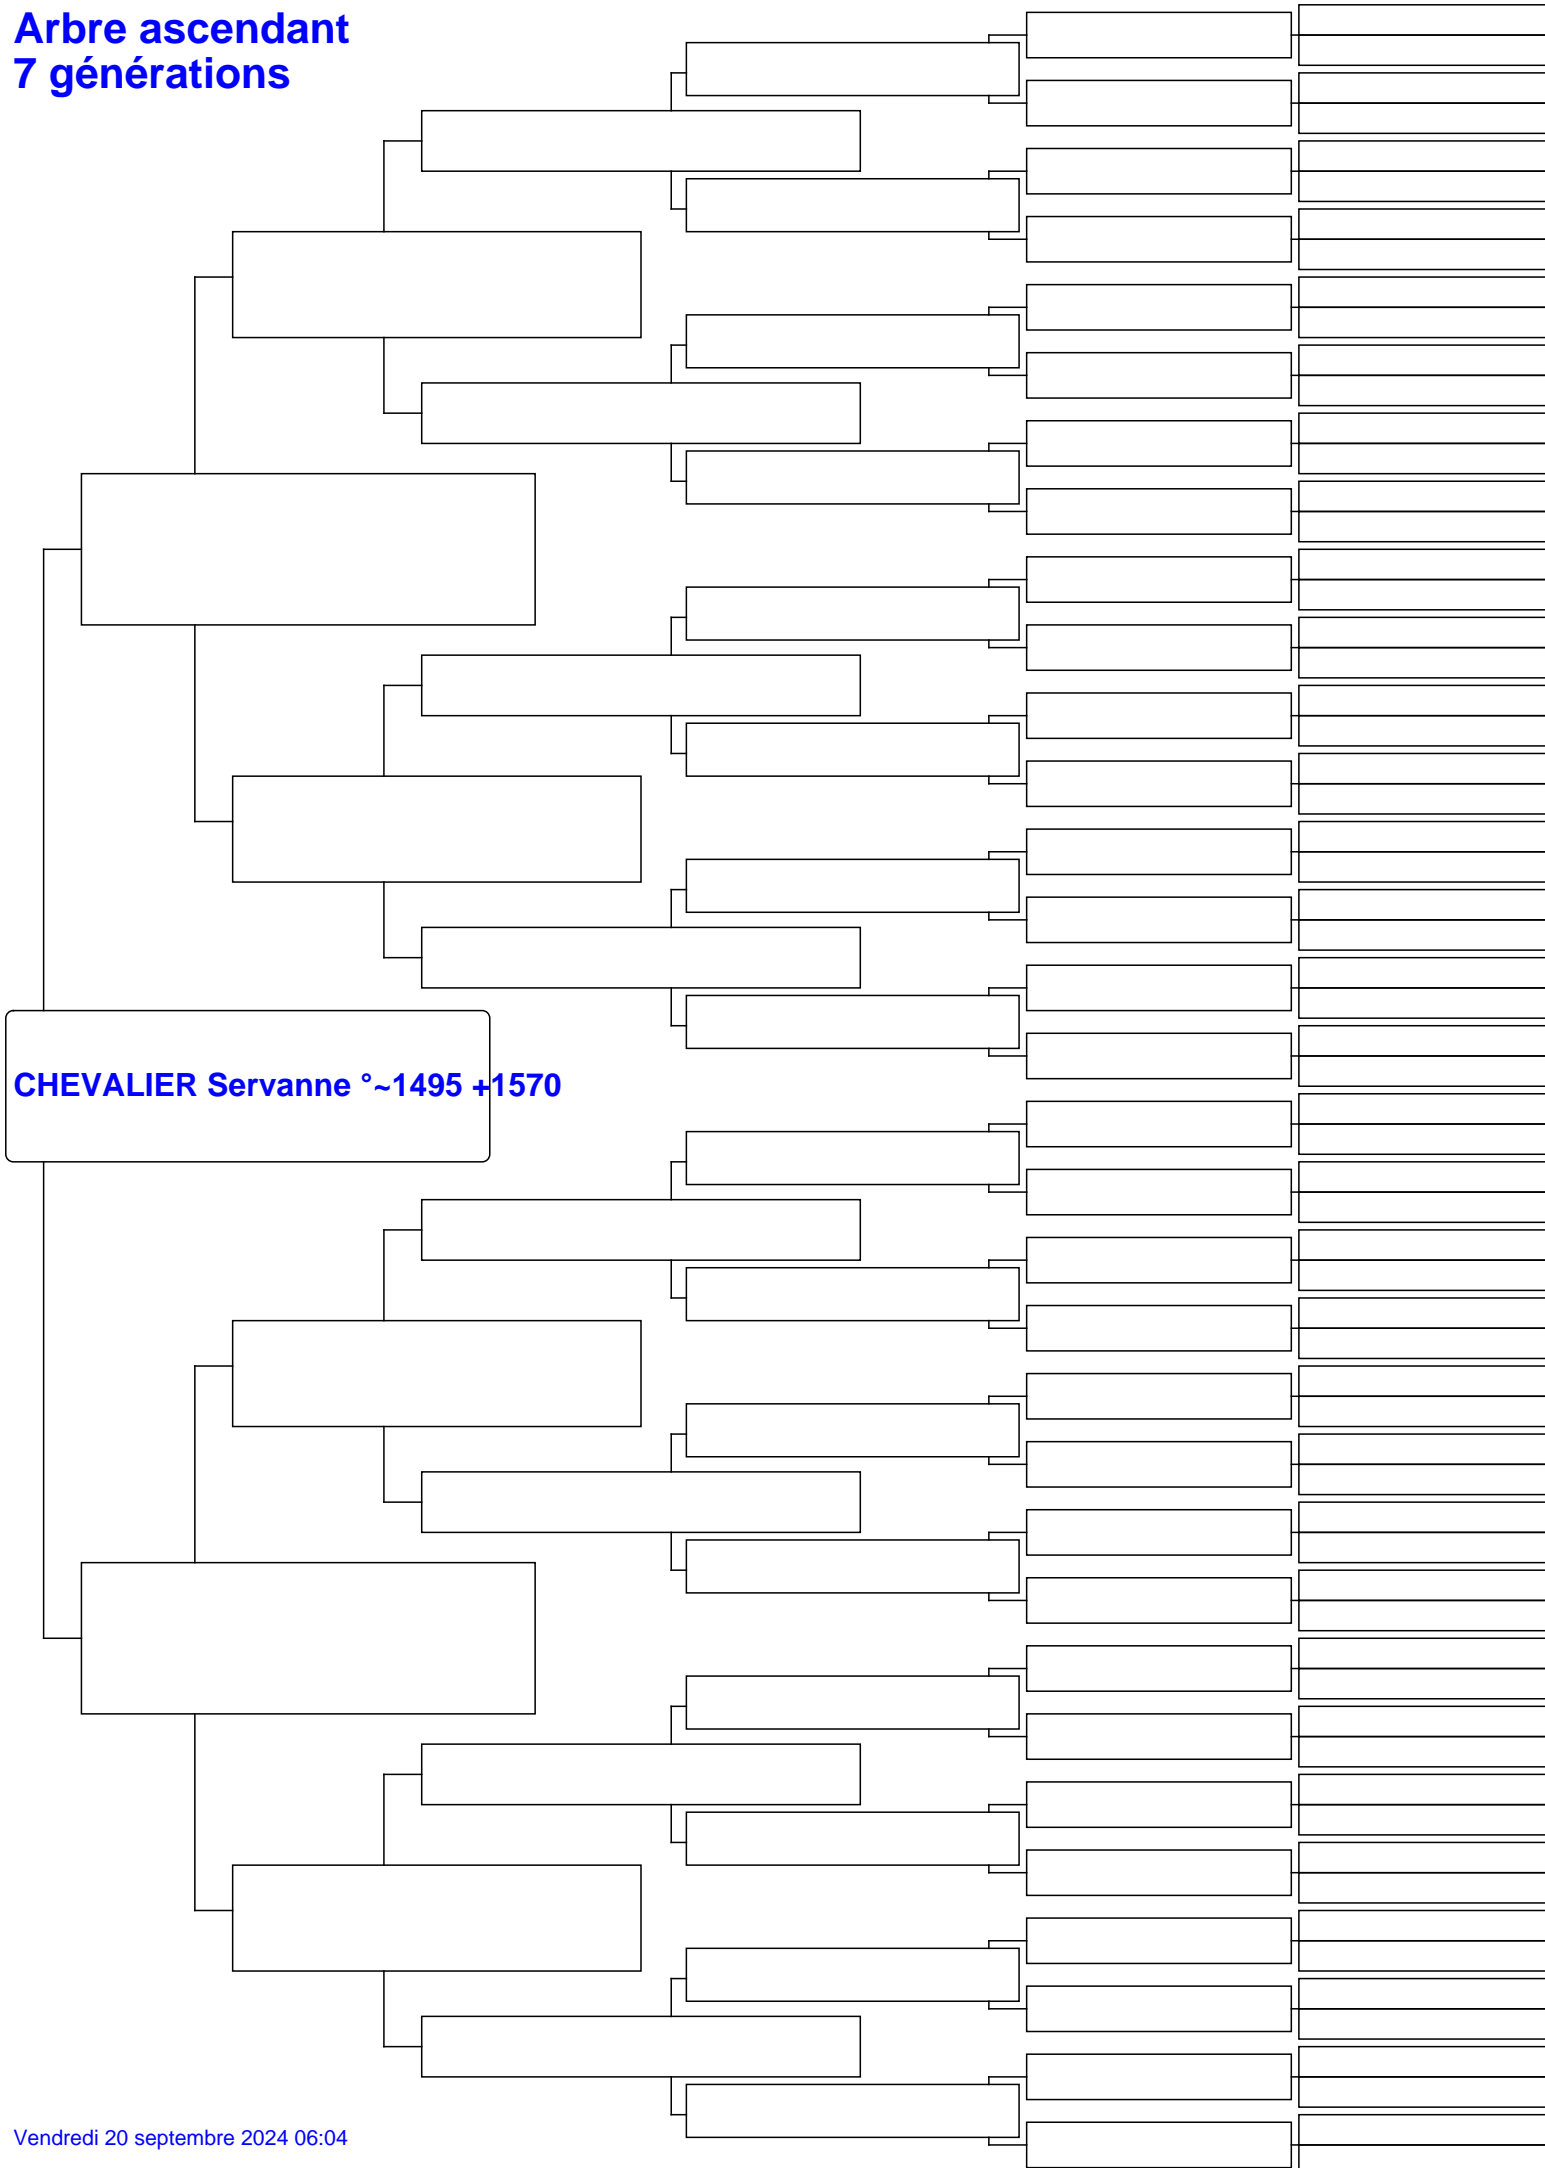 Arbre ascendant
7 générations
CHEVALIER Servanne °~1495 +1570
Vendredi 20 septembre 2024 06:04